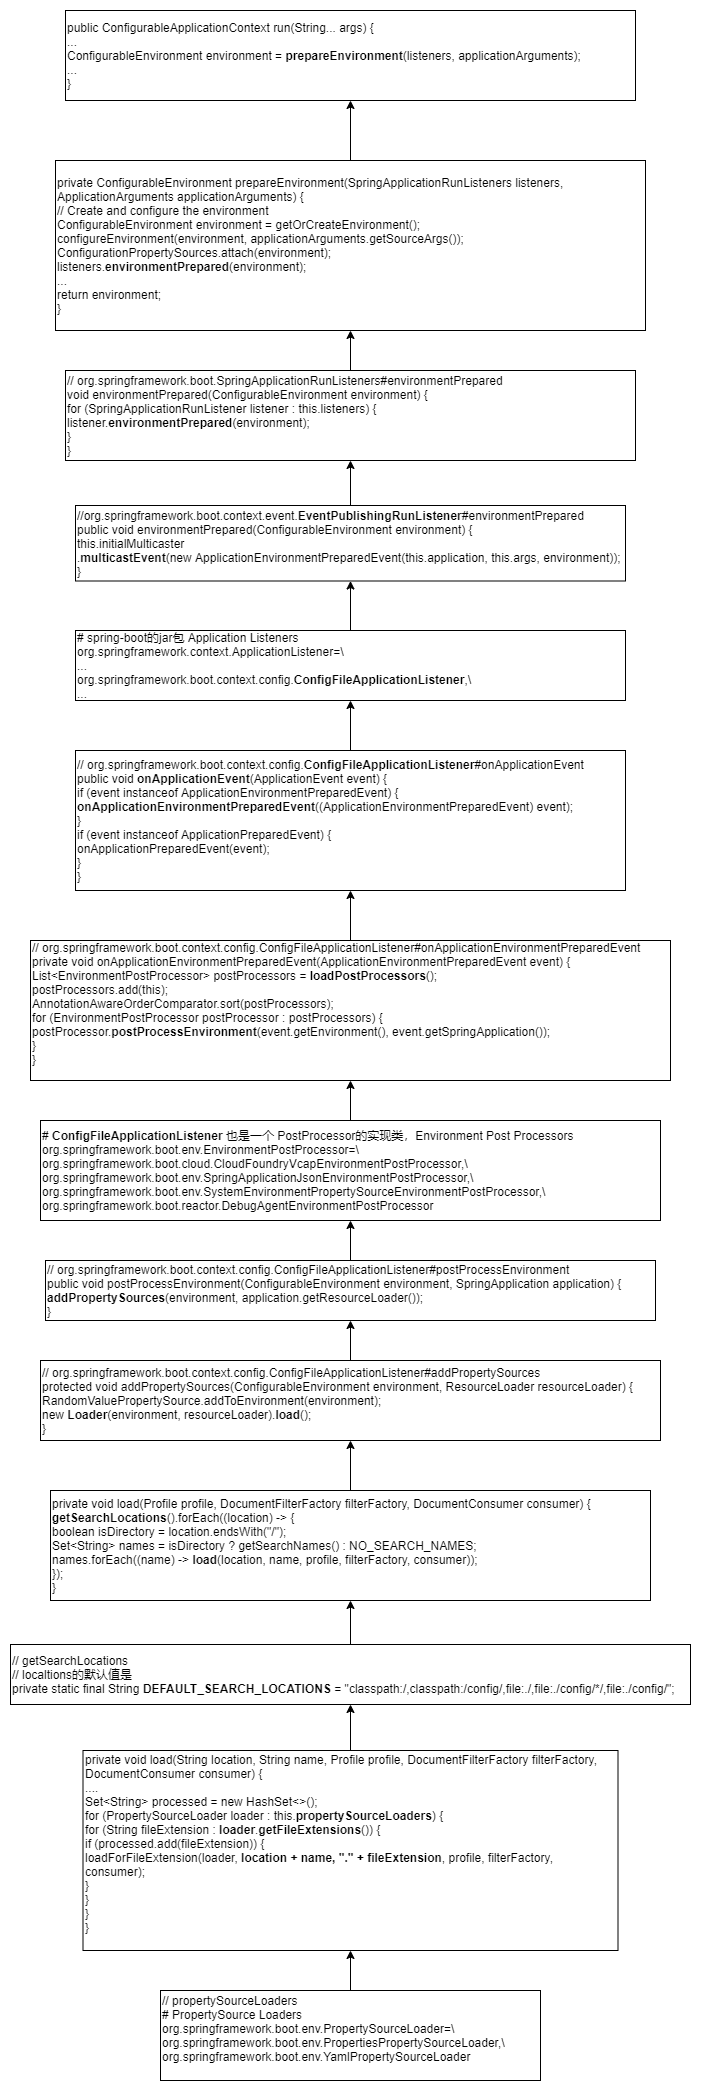 public ConfigurableApplicationContext run(String... args) {
...
ConfigurableEnvironment environment = prepareEnvironment(listeners, applicationArguments);
...
}
private ConfigurableEnvironment prepareEnvironment(SpringApplicationRunListeners listeners,
ApplicationArguments applicationArguments) {
// Create and configure the environment
ConfigurableEnvironment environment = getOrCreateEnvironment();
configureEnvironment(environment, applicationArguments.getSourceArgs());
ConfigurationPropertySources.attach(environment);
listeners.environmentPrepared(environment);
...
return environment;
}
// org.springframework.boot.SpringApplicationRunListeners#environmentPrepared
void environmentPrepared(ConfigurableEnvironment environment) {
for (SpringApplicationRunListener listener : this.listeners) {
listener.environmentPrepared(environment);
}
}
//org.springframework.boot.context.event.EventPublishingRunListener#environmentPrepared
public void environmentPrepared(ConfigurableEnvironment environment) {
this.initialMulticaster
.multicastEvent(new ApplicationEnvironmentPreparedEvent(this.application, this.args, environment));
}
# spring-boot的jar包 Application Listeners
org.springframework.context.ApplicationListener=\
...
org.springframework.boot.context.config.ConfigFileApplicationListener,\
...
// org.springframework.boot.context.config.ConfigFileApplicationListener#onApplicationEvent
public void onApplicationEvent(ApplicationEvent event) {
if (event instanceof ApplicationEnvironmentPreparedEvent) {
onApplicationEnvironmentPreparedEvent((ApplicationEnvironmentPreparedEvent) event);
}
if (event instanceof ApplicationPreparedEvent) {
onApplicationPreparedEvent(event);
}
}
// org.springframework.boot.context.config.ConfigFileApplicationListener#onApplicationEnvironmentPreparedEvent
private void onApplicationEnvironmentPreparedEvent(ApplicationEnvironmentPreparedEvent event) {
List<EnvironmentPostProcessor> postProcessors = loadPostProcessors();
postProcessors.add(this);
AnnotationAwareOrderComparator.sort(postProcessors);
for (EnvironmentPostProcessor postProcessor : postProcessors) {
postProcessor.postProcessEnvironment(event.getEnvironment(), event.getSpringApplication());
}
}
# ConfigFileApplicationListener 也是一个 PostProcessor的实现类，Environment Post Processors
org.springframework.boot.env.EnvironmentPostProcessor=\
org.springframework.boot.cloud.CloudFoundryVcapEnvironmentPostProcessor,\
org.springframework.boot.env.SpringApplicationJsonEnvironmentPostProcessor,\
org.springframework.boot.env.SystemEnvironmentPropertySourceEnvironmentPostProcessor,\
org.springframework.boot.reactor.DebugAgentEnvironmentPostProcessor
// org.springframework.boot.context.config.ConfigFileApplicationListener#postProcessEnvironment
public void postProcessEnvironment(ConfigurableEnvironment environment, SpringApplication application) {
addPropertySources(environment, application.getResourceLoader());
}
// org.springframework.boot.context.config.ConfigFileApplicationListener#addPropertySources
protected void addPropertySources(ConfigurableEnvironment environment, ResourceLoader resourceLoader) {
RandomValuePropertySource.addToEnvironment(environment);
new Loader(environment, resourceLoader).load();
}
private void load(Profile profile, DocumentFilterFactory filterFactory, DocumentConsumer consumer) {
getSearchLocations().forEach((location) -> {
boolean isDirectory = location.endsWith("/");
Set<String> names = isDirectory ? getSearchNames() : NO_SEARCH_NAMES;
names.forEach((name) -> load(location, name, profile, filterFactory, consumer));
});
}
// getSearchLocations
// localtions的默认值是
private static final String DEFAULT_SEARCH_LOCATIONS = "classpath:/,classpath:/config/,file:./,file:./config/*/,file:./config/";
private void load(String location, String name, Profile profile, DocumentFilterFactory filterFactory,
DocumentConsumer consumer) {
....
Set<String> processed = new HashSet<>();
for (PropertySourceLoader loader : this.propertySourceLoaders) {
for (String fileExtension : loader.getFileExtensions()) {
if (processed.add(fileExtension)) {
loadForFileExtension(loader, location + name, "." + fileExtension, profile, filterFactory,
consumer);
}
}
}
}
// propertySourceLoaders
# PropertySource Loaders
org.springframework.boot.env.PropertySourceLoader=\
org.springframework.boot.env.PropertiesPropertySourceLoader,\
org.springframework.boot.env.YamlPropertySourceLoader